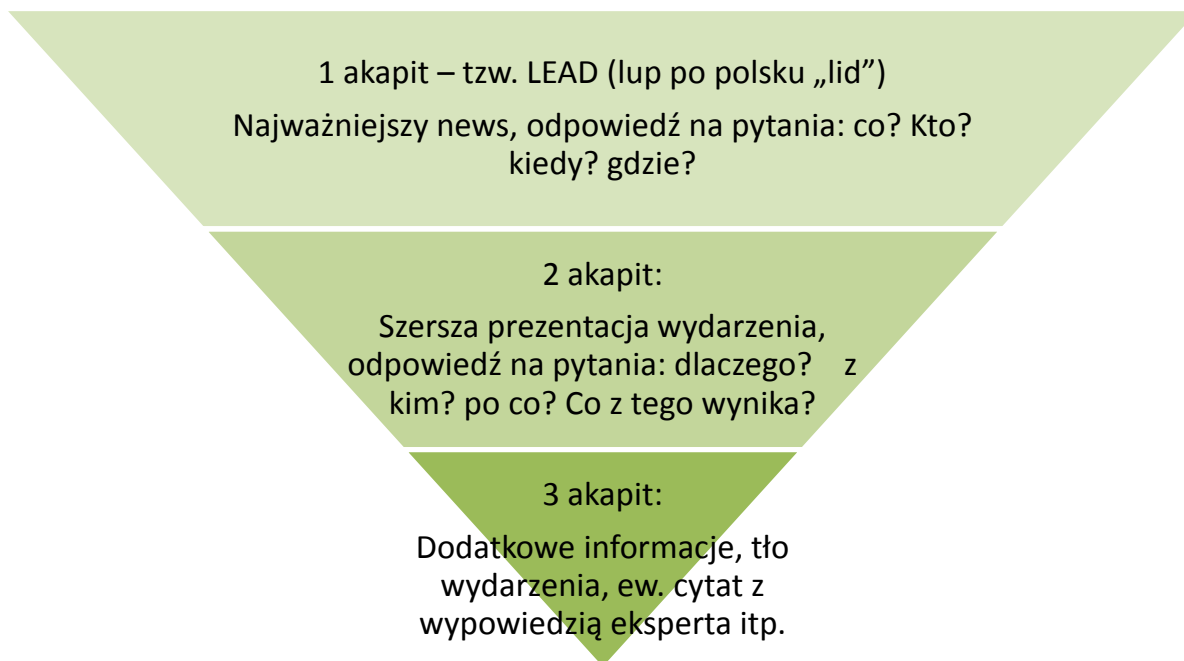 1 akapit – tzw. LEAD (lup po polsku „lid”)
Najważniejszy news, odpowiedź na pytania: co? Kto?
kiedy? gdzie?
2 akapit:
Szersza prezentacja wydarzenia,
odpowiedź na pytania: dlaczego? z
kim? po co? Co z tego wynika?
3 akapit:
Dodatkowe informacje, tło
wydarzenia, ew. cytat z
wypowiedzią eksperta itp.